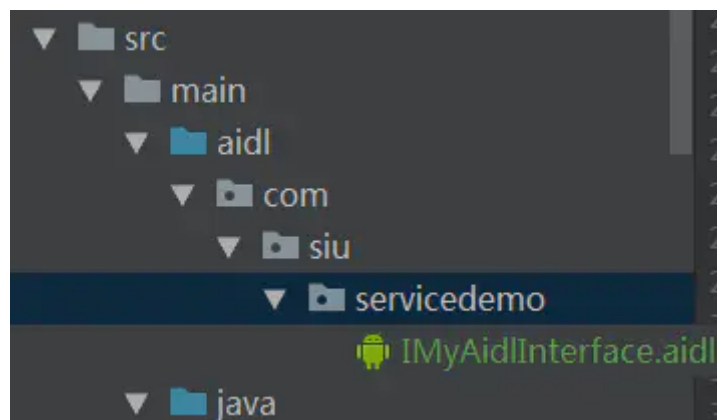 src
main
aidl
com
siu
servicedemo
IMyAidlInterface.aidl
java